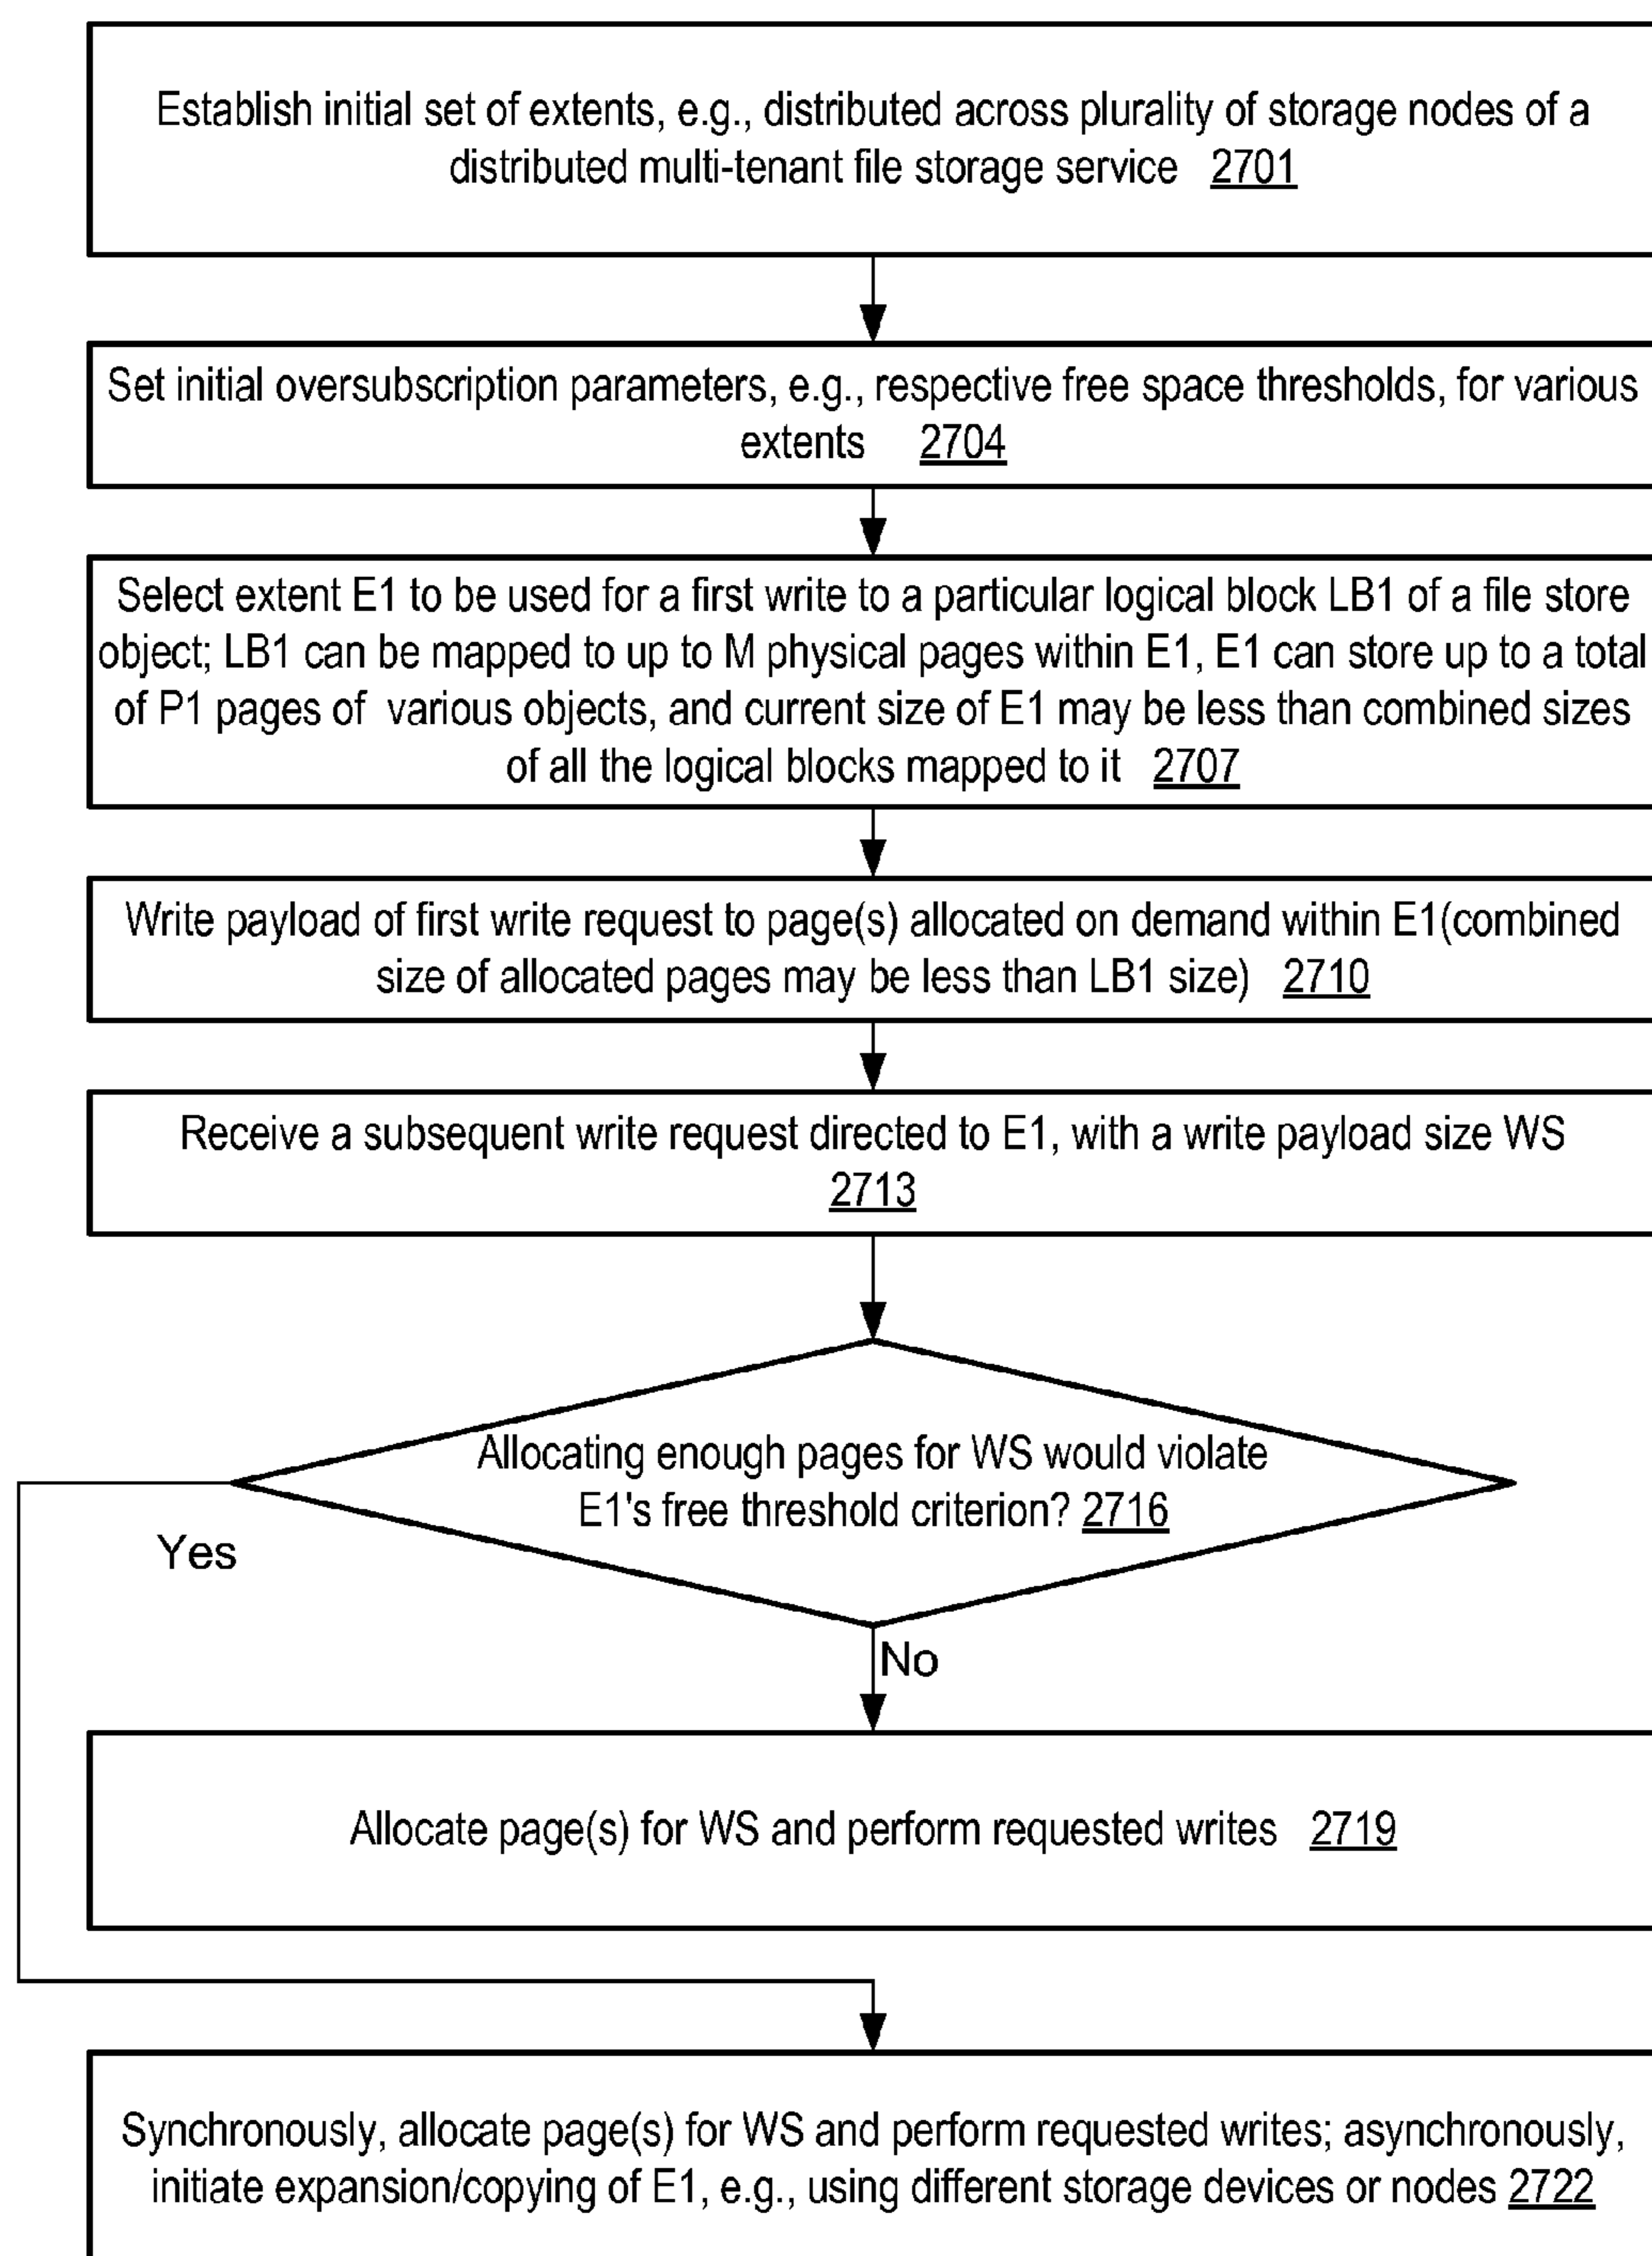 Establish initial set of extents, e.g., distributed across plurality of storage nodes of a
distributed multi-tenant file storage service 2701
Set initial oversubscription parameters, e.g., respective free space thresholds, for various
extents 2704
Select extent E1 to be used for a first write to a particular logical block LB1 of a file store
object; LB1 can be mapped to up to M physical pages within E1, E1 can store up to a total
of P1 pages of various objects, and current size of E1 may be less than combined sizes
of all the logical blocks mapped to it 2707
Write payload of first write request to page(s) allocated on demand within E1(combined
size of allocated pages may be less than LB1 size) 2710
Receive a subsequent write request directed to E1, with a write payload size WS
2713
Allocating enough pages for WS would violate
E1's free threshold criterion? 2716
Yes
No
Allocate page(s) for WS and perform requested writes 2719
Synchronously, allocate page(s) for WS and perform requested writes; asynchronously,
initiate expansion/copying of E1, e.g., using different storage devices or nodes 2722